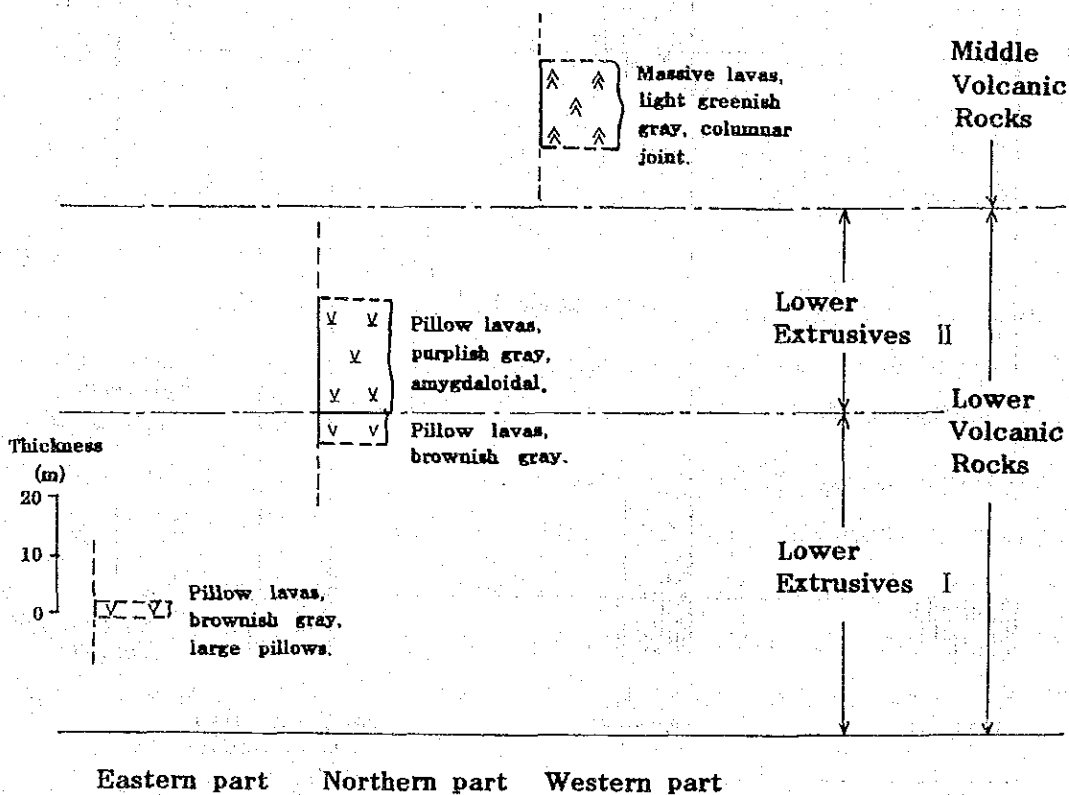 Massive lavas,
light greenish
gray, columnar
joint.
Middle
Volcanic
Rocks
Pillow lavas,
purplish gray,
amygdaloidal.
Lower
Extrusives II
Pillow lavas,
brownish gray.
Lower
Volcanic
Rocks
Thickness
(m)
20
10
0
Pillow lavas,
brownish gray,
large pillows.
Lower
Extrusives I
Eastern part Northern part Western part